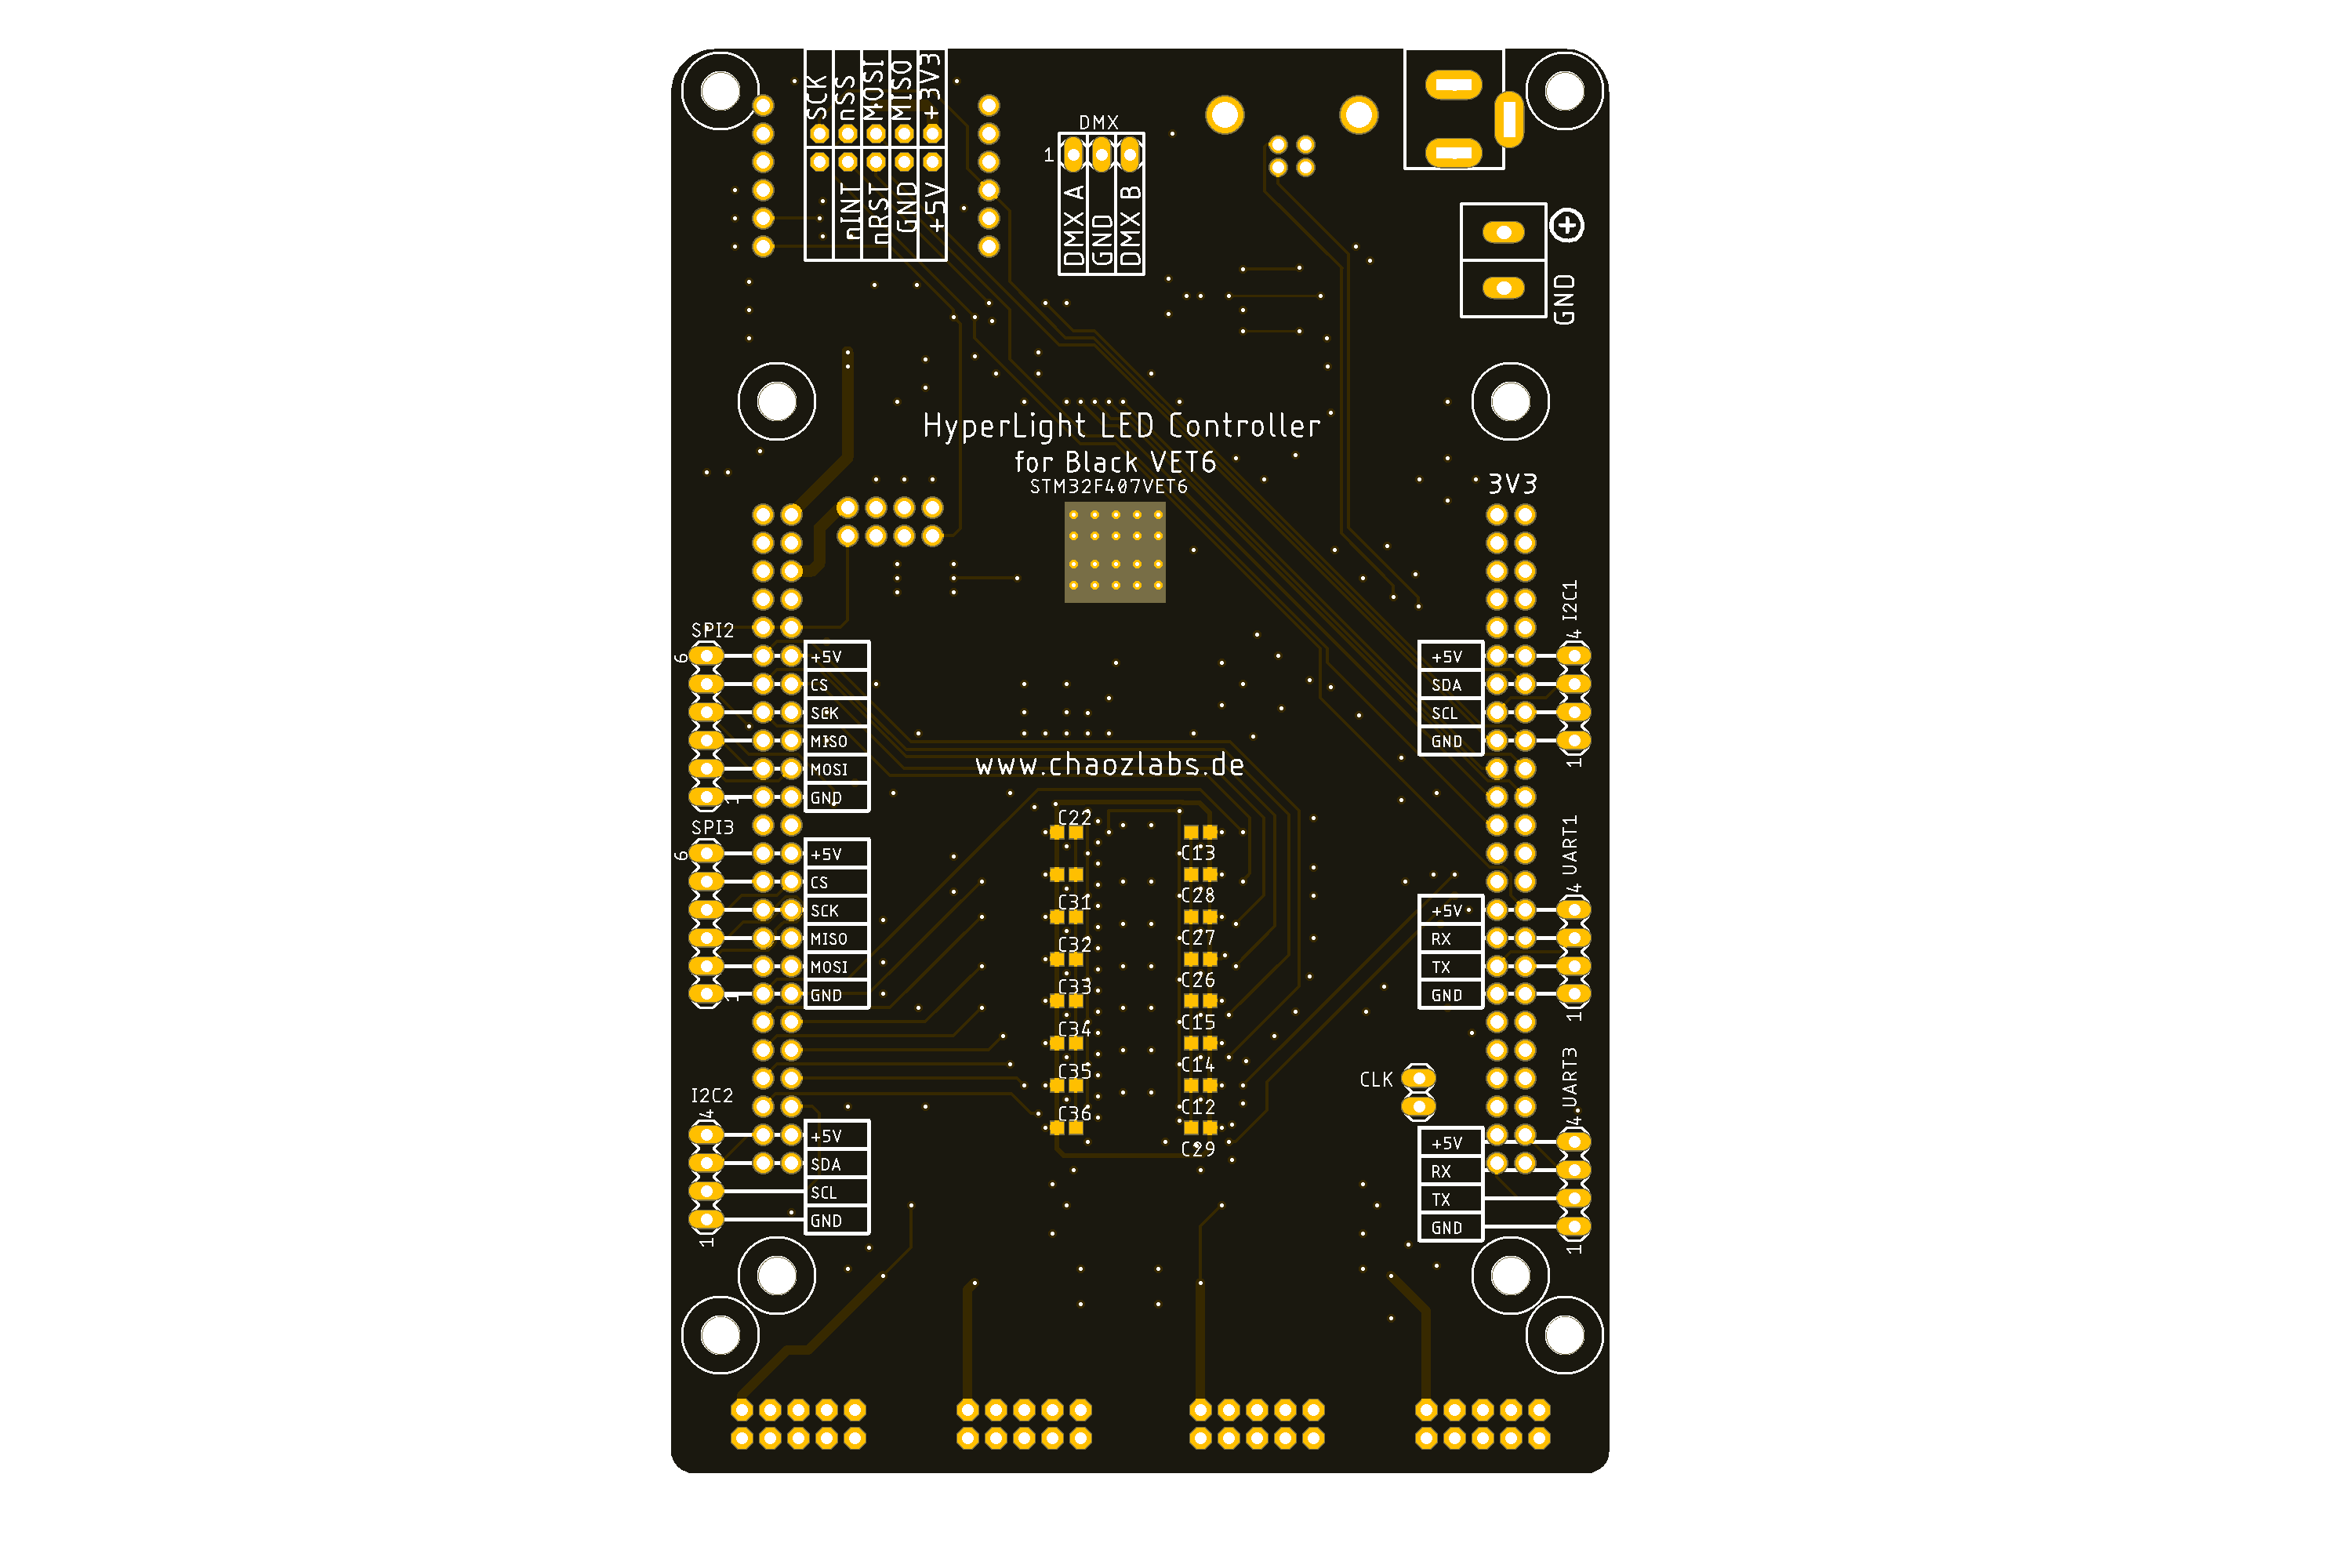 SCK
nSS
MOSI
MISO
+3V3
nINT
nRST
GND
+5V
DMX
1
DMX A
GND
DMX B
+
GND
HyperLight LED Controller
for Black VET6
STM32F407VET6
3V3
SPI2
6
+5V
CS
SCK
MISO
MOSI
GND
1
I2C1
4
+5V
SDA
SCL
GND
1
www.chaozlabs.de
SPI3
6
+5V
CS
SCK
MISO
MOSI
GND
1
C22
C31
C32
C33
C34
C35
C36
C13
C28
C27
C26
C15
C14
C12
C29
UART1
4
+5V
RX
TX
GND
1
CLK
I2C2
4
+5V
SDA
SCL
GND
1
UART3
4
+5V
RX
TX
GND
1